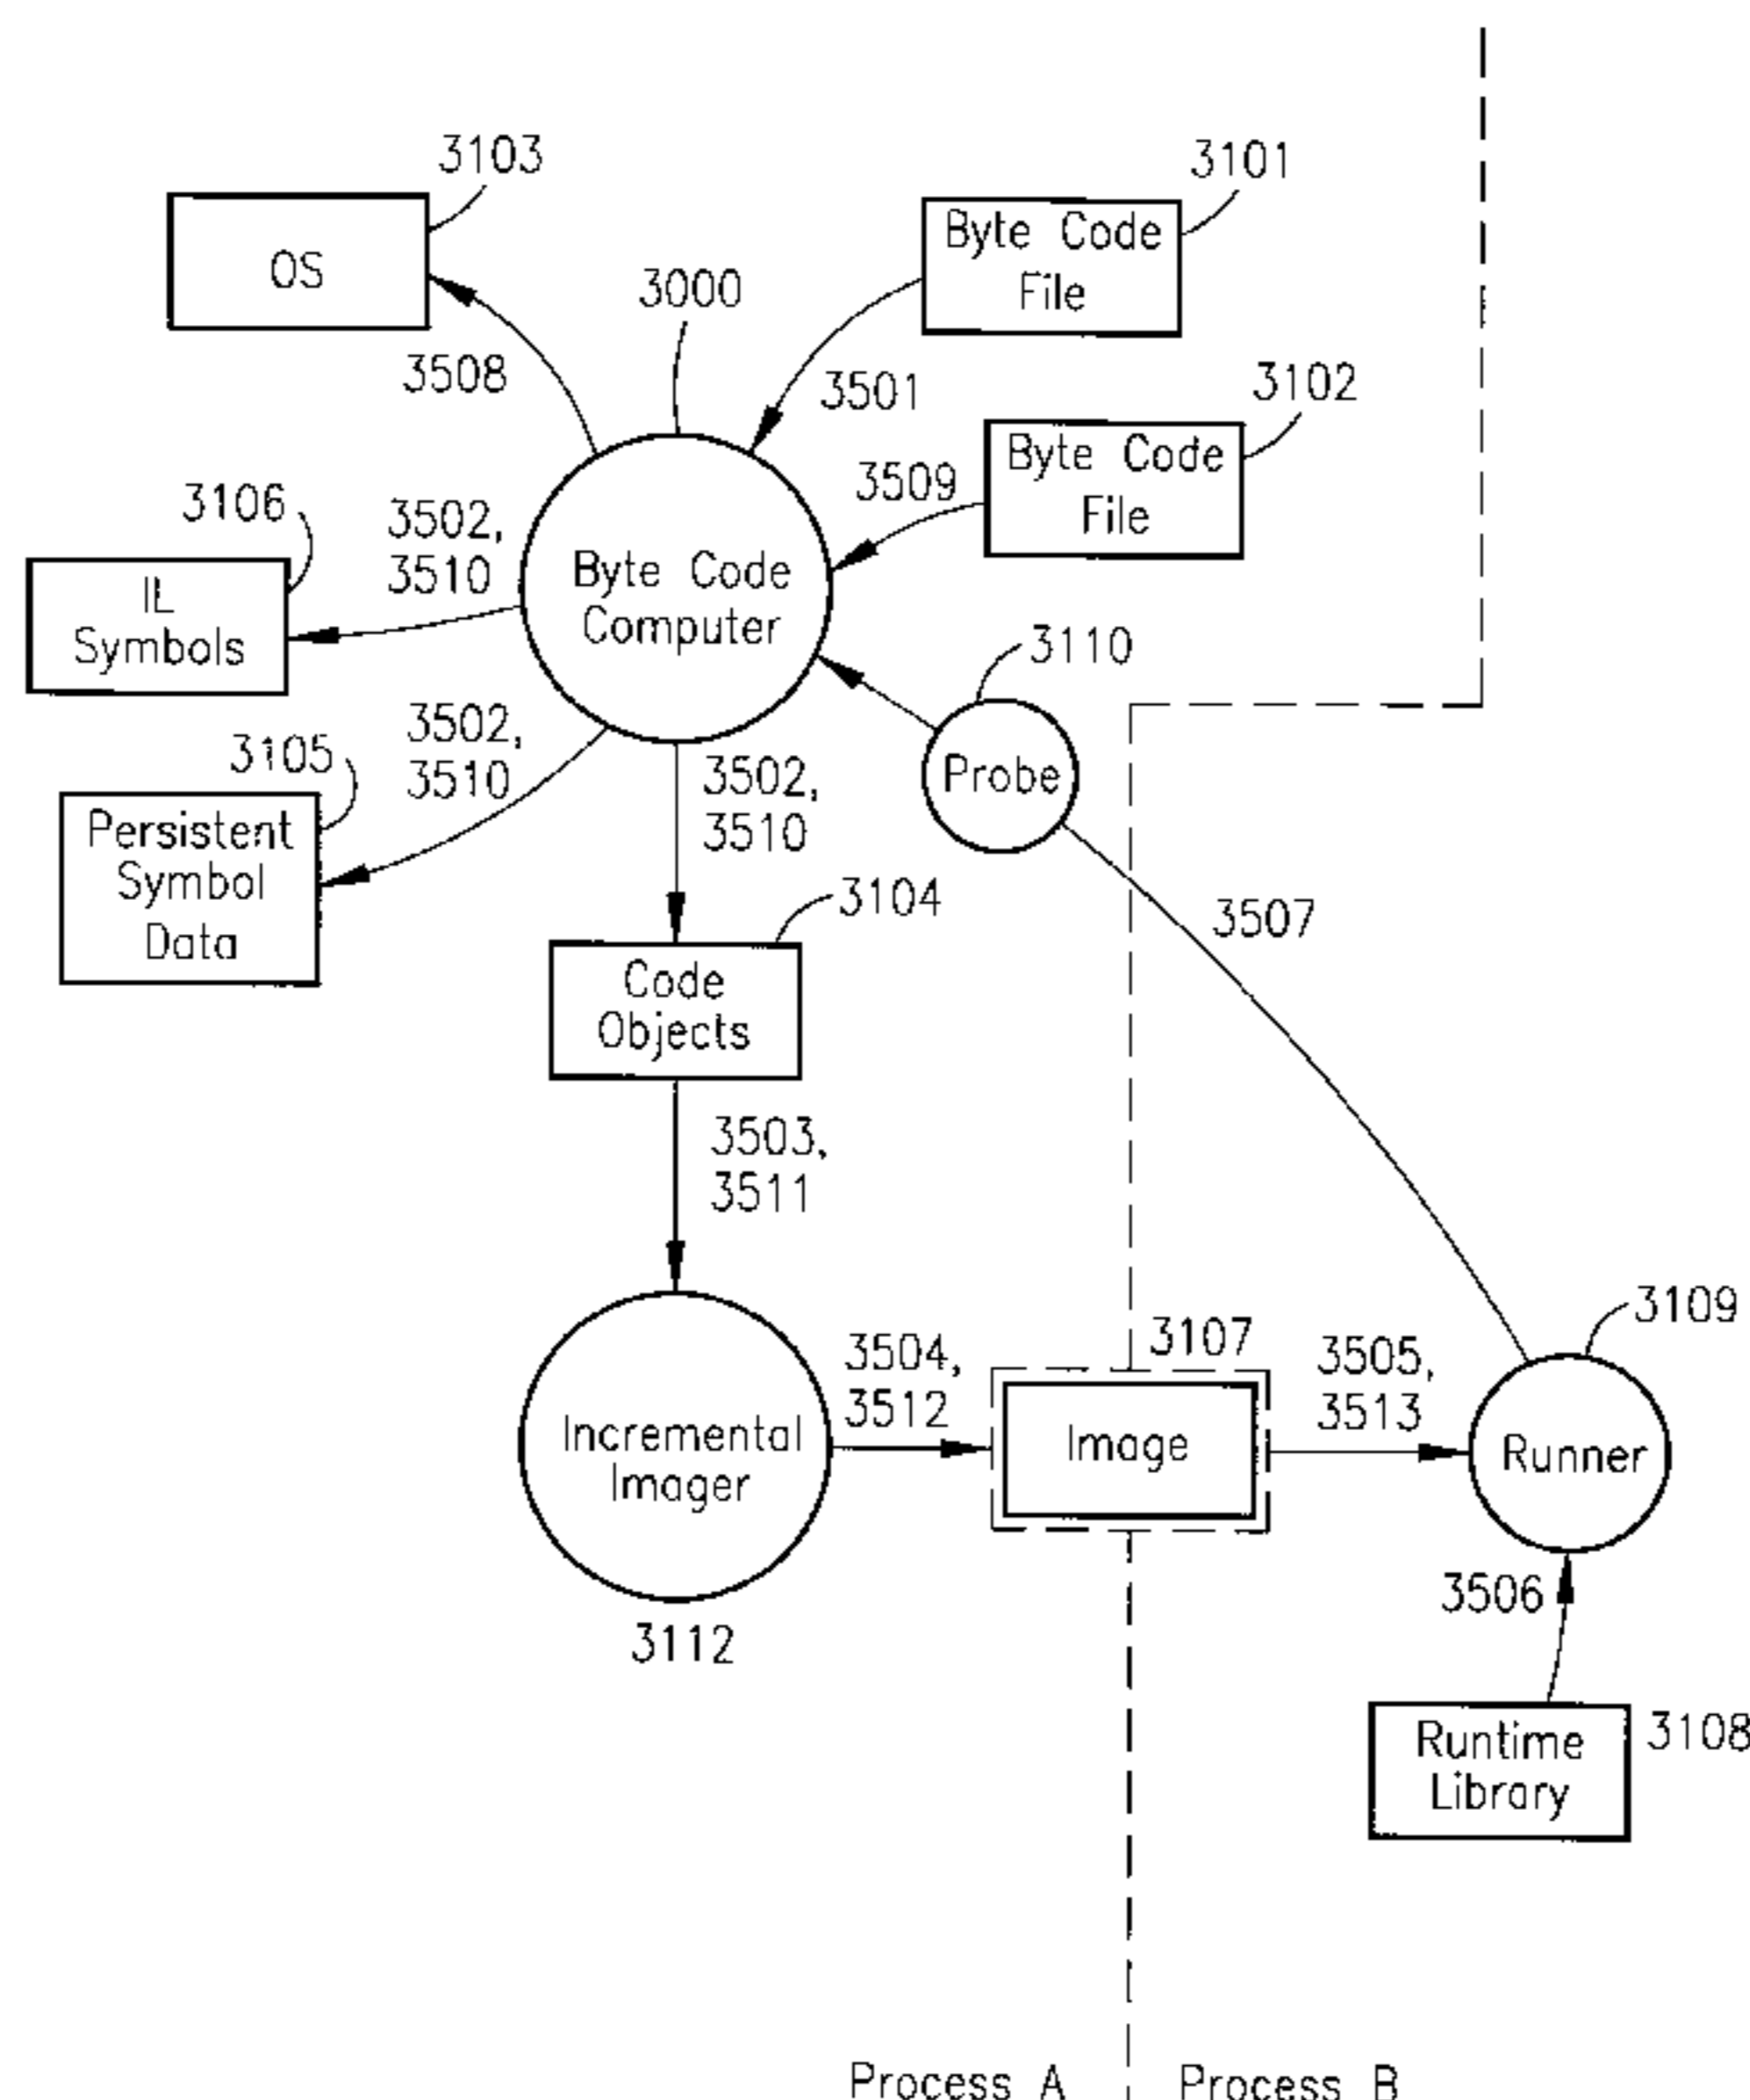 3103
3101
OS
Byte Code
File
3000
3508
3501
3102
Byte Code
File
3509
3106
3502,
3510
IL
Symbols
Byte Code
Computer
3110
3105
3502,
3510
3502,
3510
Probe
Persistent
Symbol
Data
3104
3507
Code
Objects
3503,
3511
3109
3504,
3512
3107
3505,
3513
Incremental
Imager
Image
Runner
3112
3506
Runtime
Library
3108
Process A
Process B